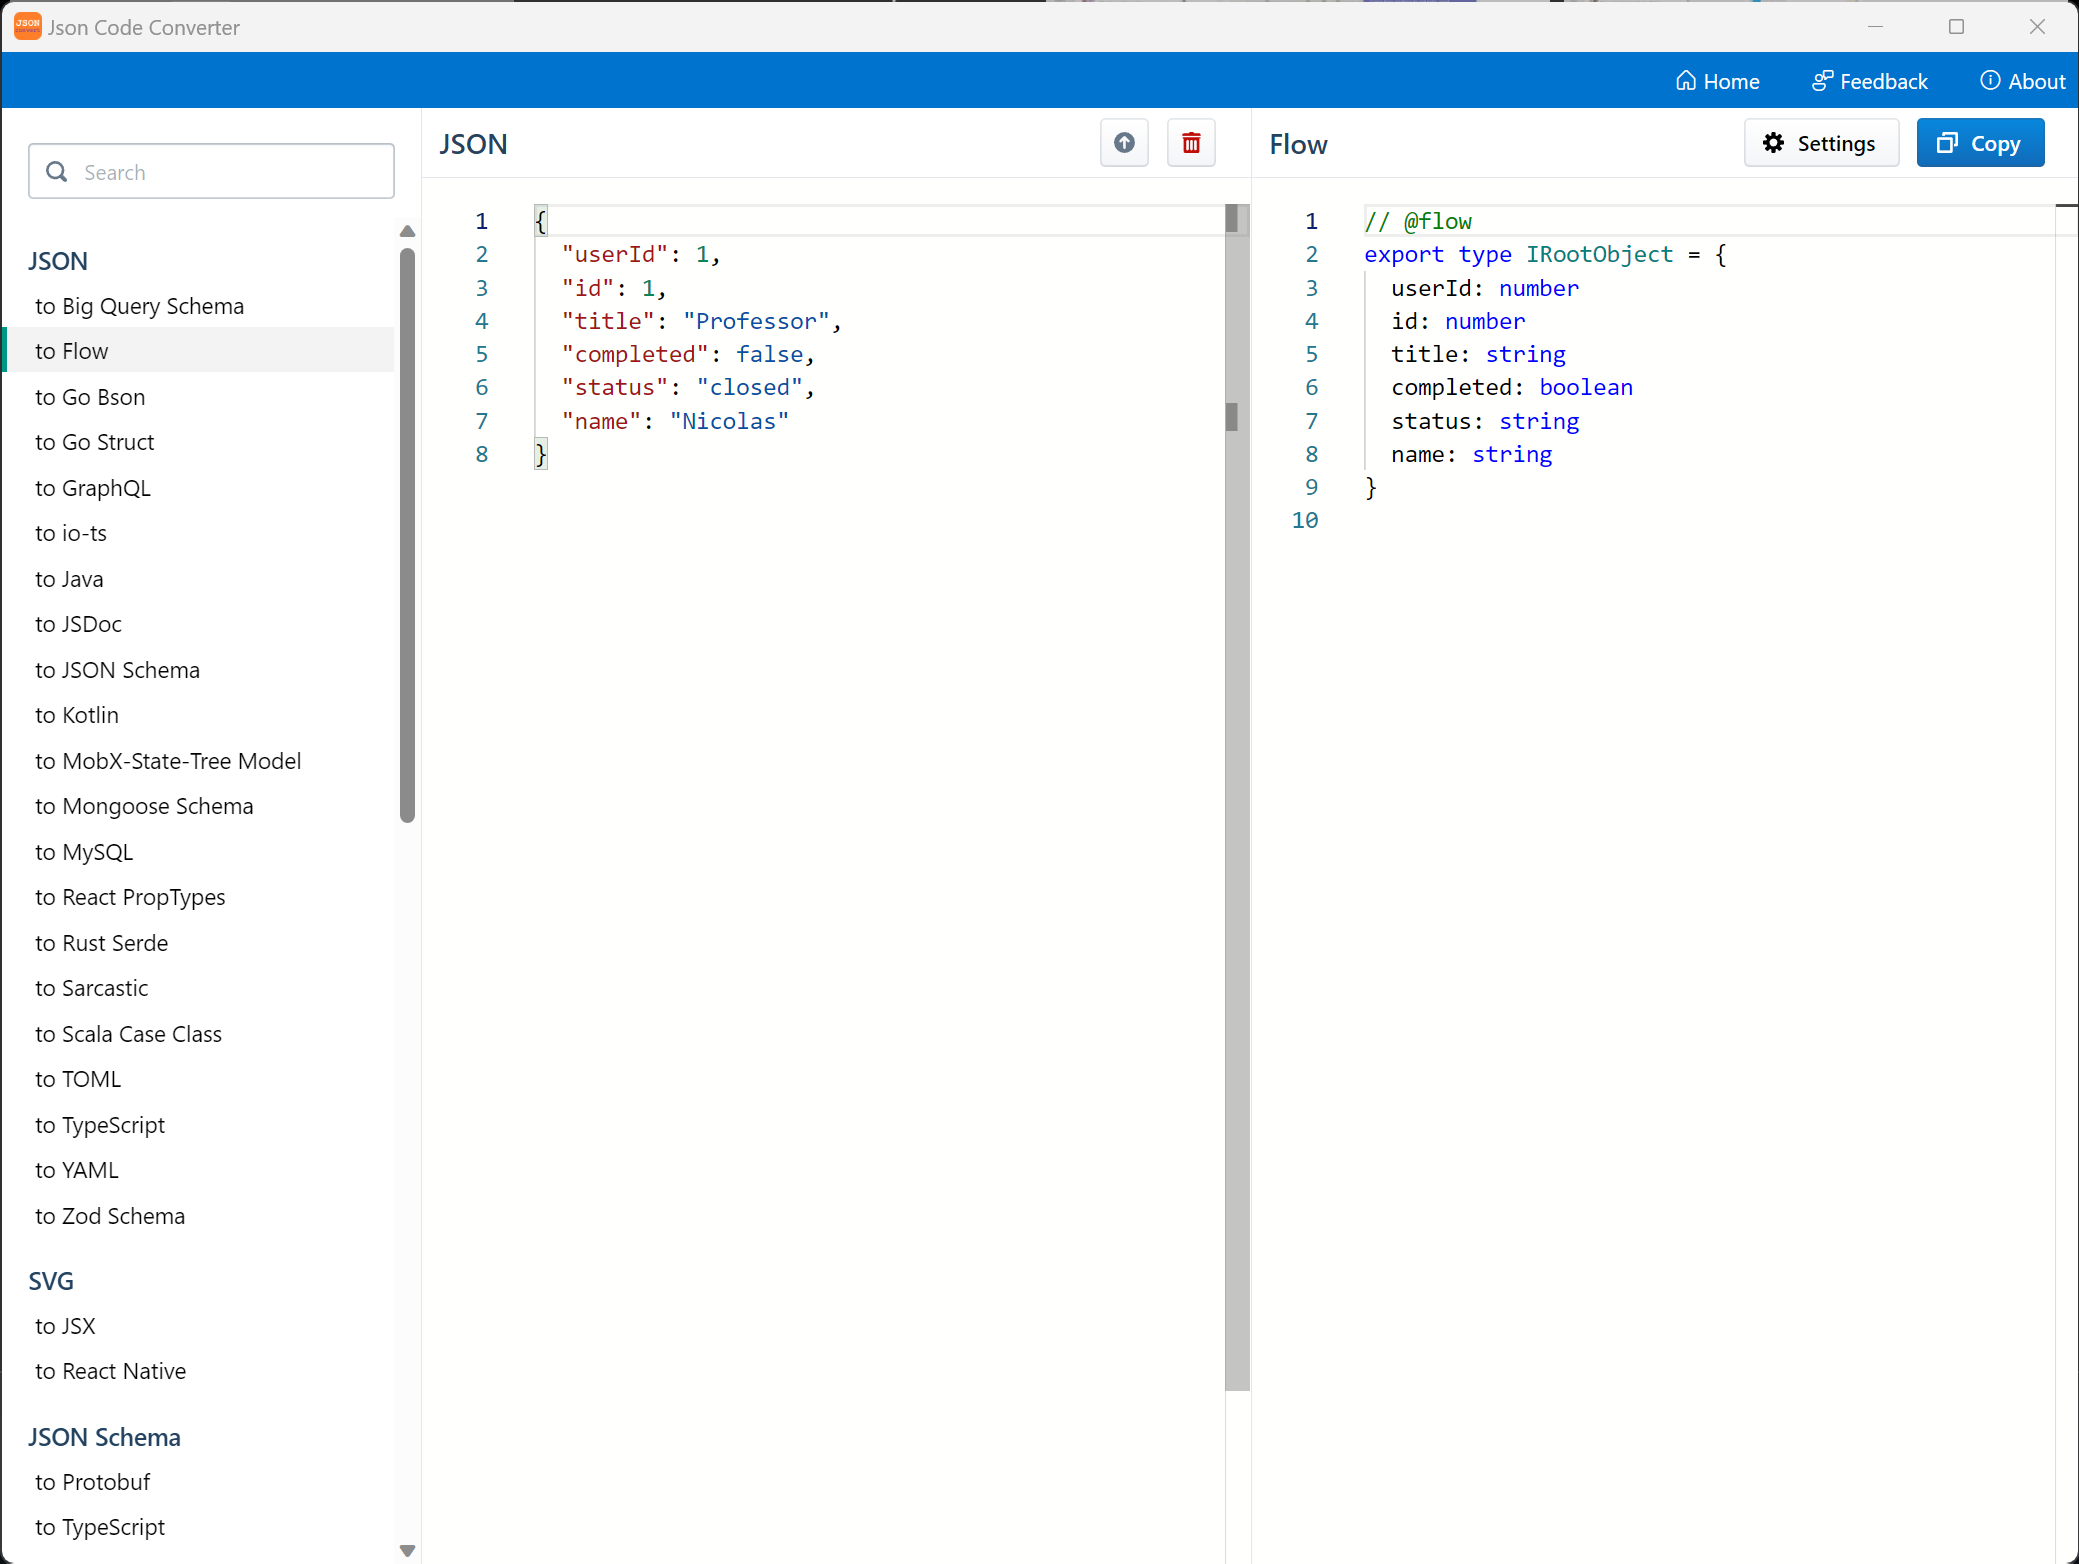 Json Code Converter
Home
Feedback
About
Search
JSON
to Big Query Schema
to Flow
to Go Bson
to Go Struct
to GraphQL
to io-ts
to Java
to JSDoc
to JSON Schema
to Kotlin
to MobX-State-Tree Model
to Mongoose Schema
to MySQL
to React PropTypes
to Rust Serde
to Sarcastic
to Scala Case Class
to TOML
to TypeScript
to YAML
to Zod Schema
SVG
to JSX
to React Native
JSON Schema
to Protobuf
to TypeScript
JSON
1 {
2 "userId": 1,
3 "id": 1,
4 "title": "Professor",
5 "completed": false,
6 "status": "closed",
7 "name": "Nicolas"
8 }
Flow
Settings
Copy
1 // @flow
2 export type IRootObject = {
3 userId: number
4 id: number
5 title: string
6 completed: boolean
7 status: string
8 name: string
9 }
10